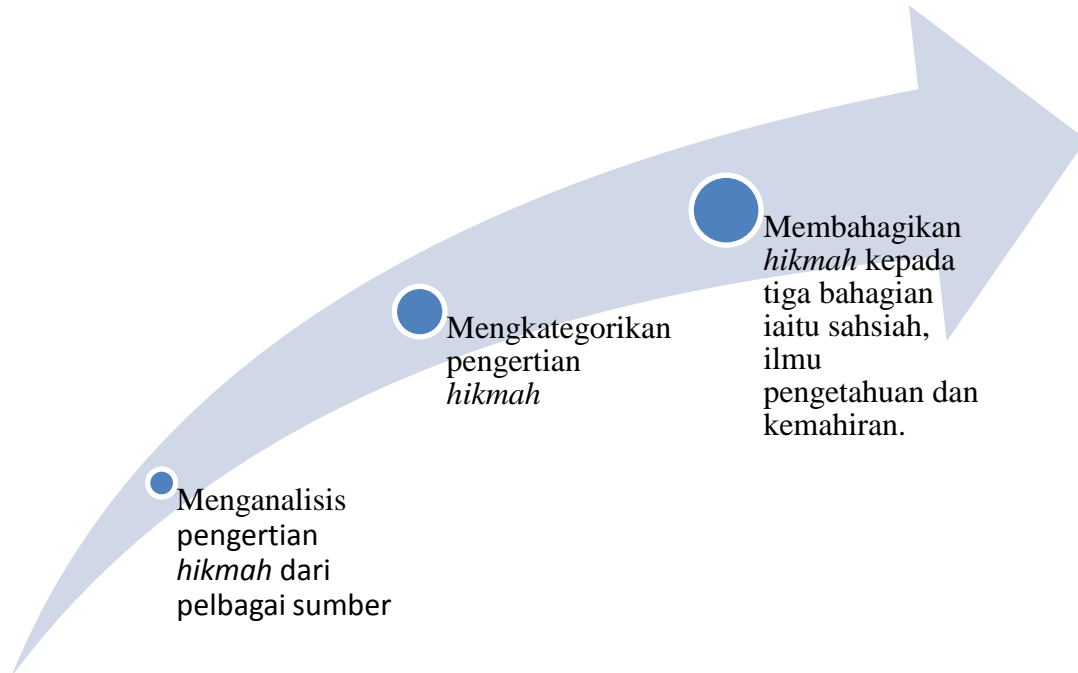 Menganalisis
pengertian
hikmah dari
pelbagai sumber
Mengkategorikan
pengertian
hikmah
Membahagikan
hikmah kepada
tiga bahagian
iaitu sahsiah,
ilmu
pengetahuan dan
kemahiran.